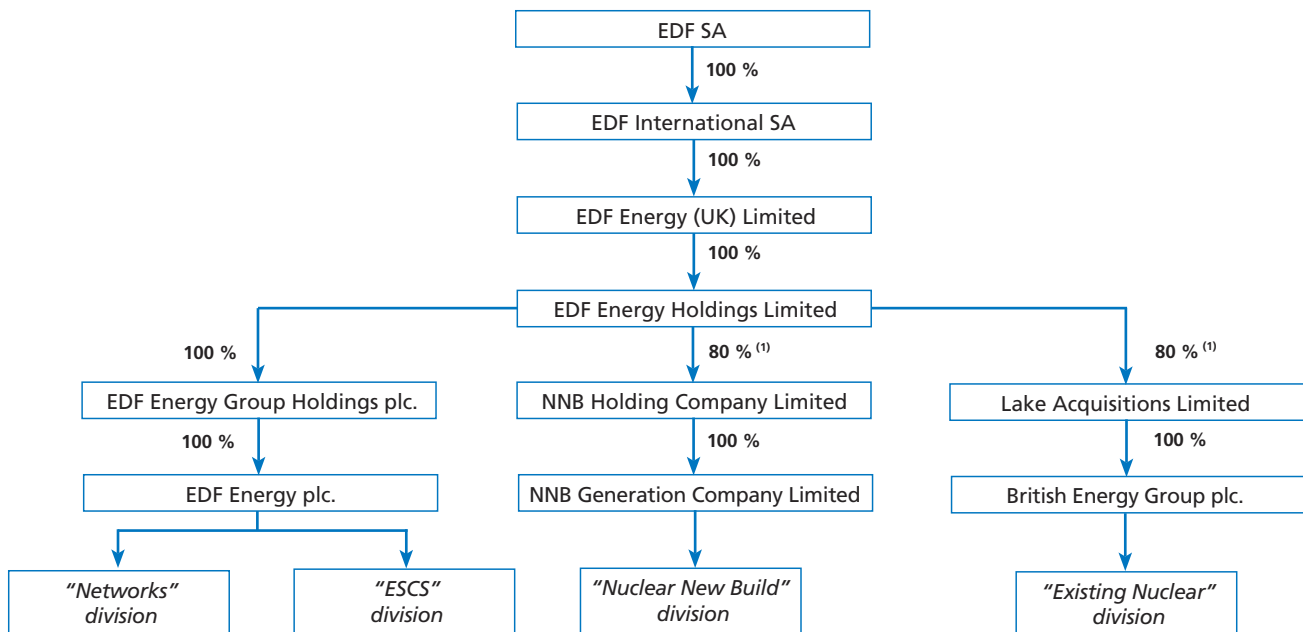 EDF SA
100 %
EDF International SA
100 %
EDF Energy (UK) Limited
100 %
EDF Energy Holdings Limited
100 %
80 % (1)
80 % (1)
EDF Energy Group Holdings plc.
NNB Holding Company Limited
Lake Acquisitions Limited
100 %
100 %
100 %
EDF Energy plc.
NNB Generation Company Limited
British Energy Group plc.
“Networks”
division
“ESCS”
division
“Nuclear New Build”
division
“Existing Nuclear”
division